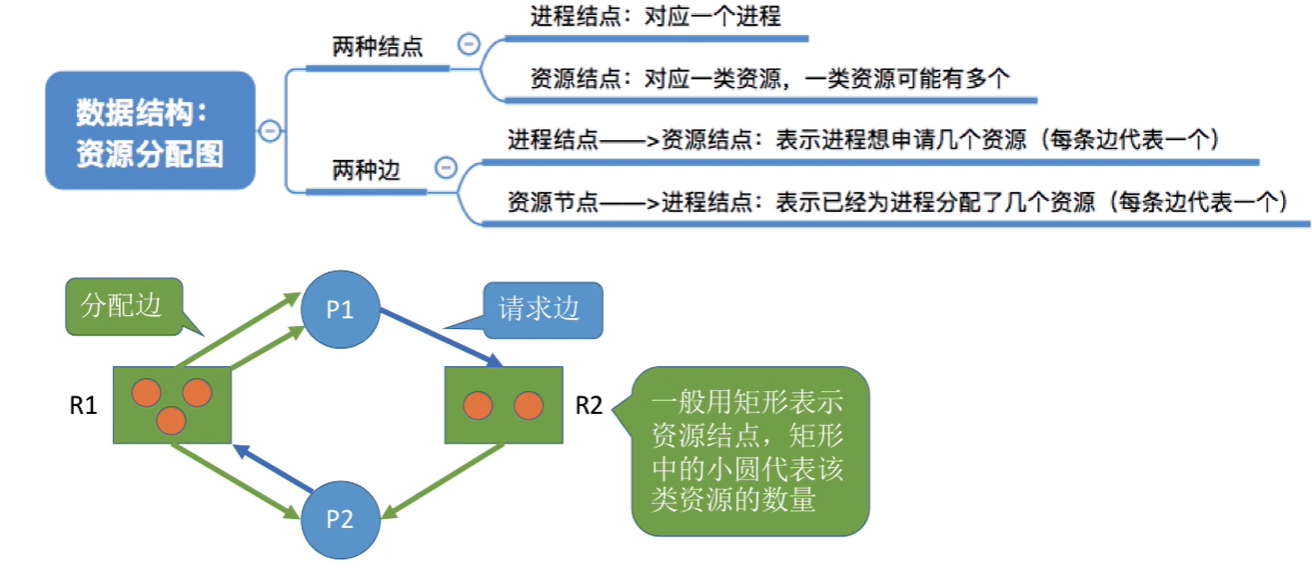 进程结点：对应一个进程
两种结点
资源结点：对应一类资源，一类资源可能有多个
数据结构：
资源分配图
进程结点——>资源结点：表示进程想申请几个资源（每条边代表一个）
两种边
资源节点——>进程结点：表示已经为进程分配了几个资源（每条边代表一个）
分配边
P1
请求边
R1
R2
一般用矩形表示
资源结点，矩形
中的小圆代表该
类资源的数量
P2